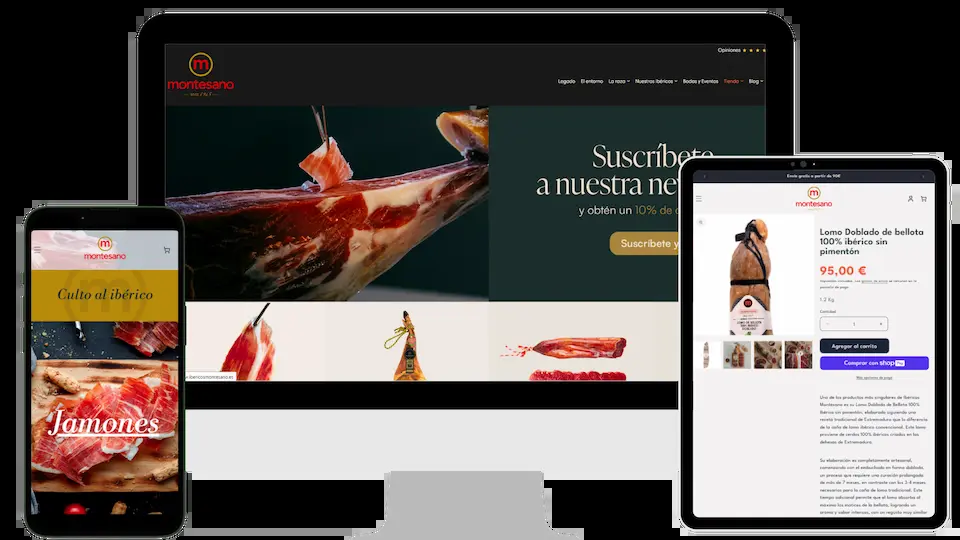 Opiniones
montesano
Legado El entorno La raza Nuestros Ibéricos Bodas y Eventos Tienda Blog
Suscríbete
a nuestra ne
y obtén un 10% de
Suscríbete y
montesano
Culto al ibérico
Jamones
Envío gratis a partir de 90€
montesano
Lomo Doblado de bellota
100% ibérico sin
pimentón
95,00 €
1,2 Kg
Cantidad
1
Agregar al carrito
Comprar con shop Pay
Más opciones de pago
Uno de los productos más singulares de Ibéricos
Montesano es su Lomo Doblado de Bellota 100%
Ibérico sin pimentón, elaborado siguiendo una
receta tradicional de Extremadura que lo diferencia
de la caña de lomo ibérico convencional. Este lomo
proviene de cerdos 100% ibéricos criados en las
dehesas de Extremadura.
Su elaboración es completamente artesanal,
comenzando con el embuchado en forma doblada,
un proceso que requiere una curación prolongada
de más de 7 meses, en contraste con los 3-4 meses
necesarios para la caña de lomo tradicional. Este
tiempo adicional permite que el lomo absorba al
máximo los matices de la bellota, logrando un
aroma y sabor intensos, con un regusto muy similar